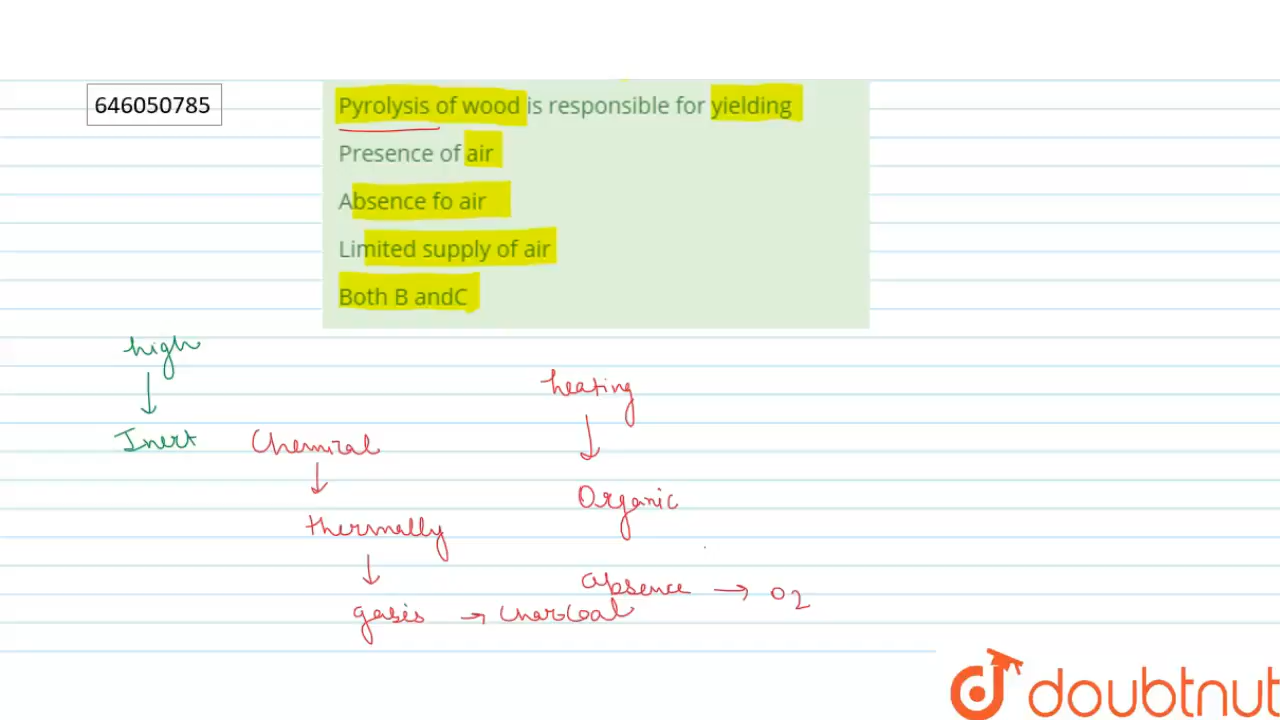 646050785
Pyrolysis of wood is responsible for yielding
Presence of air
Absence fo air
Limited supply of air
Both B andC
high
Inert
Chemical
thermally
gases → Charcoal
heating
Organic
absence → O2
doubtnut